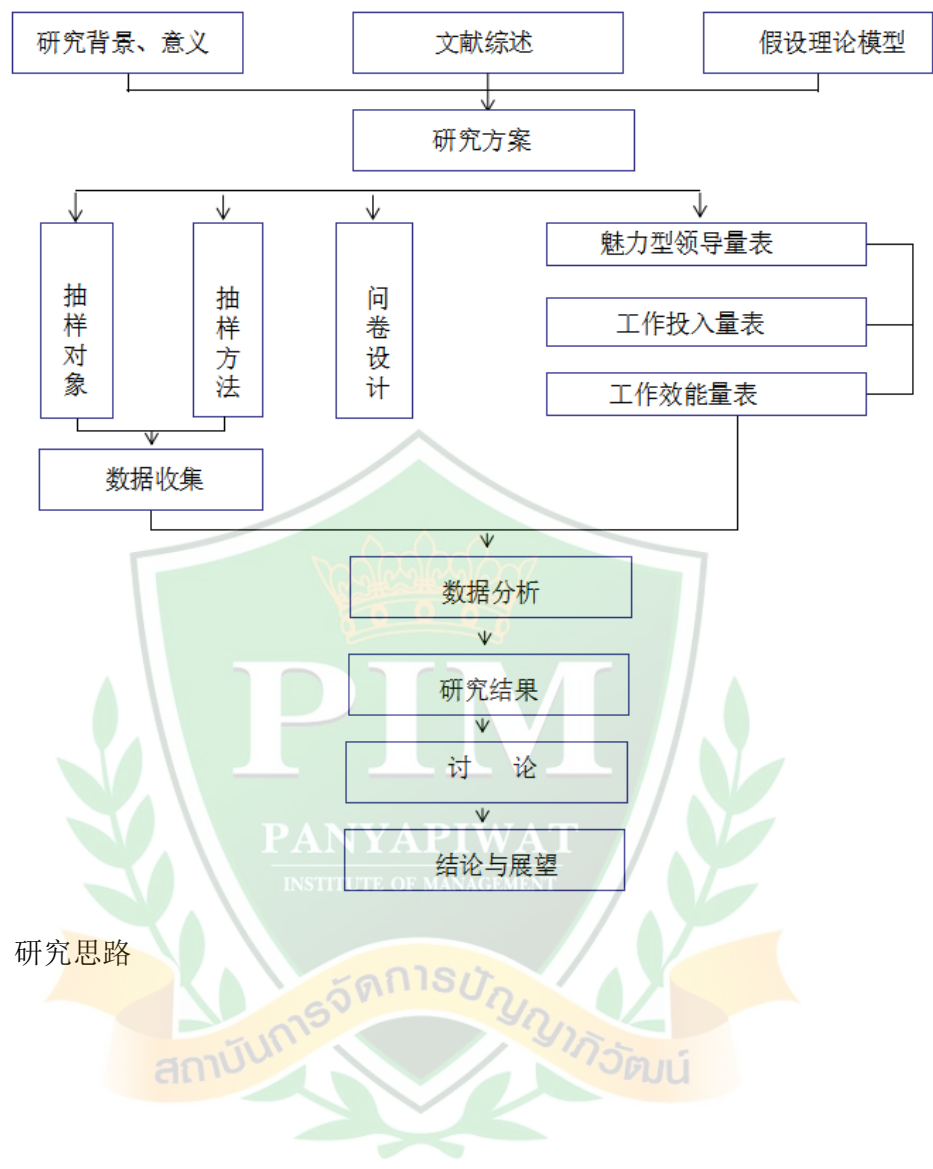 研究背景、意义
文献综述
假设理论模型
研究方案
抽样对象
抽样方法
问卷设计
魅力型领导量表
工作投入量表
工作效能量表
数据收集
数据分析
研究结果
讨 论
结论与展望
PIM
PANYAPIWAT
INSTITUTE OF MANAGEMENT
研究思路
สถาบันการจัดการปัญญาภิวัฒน์